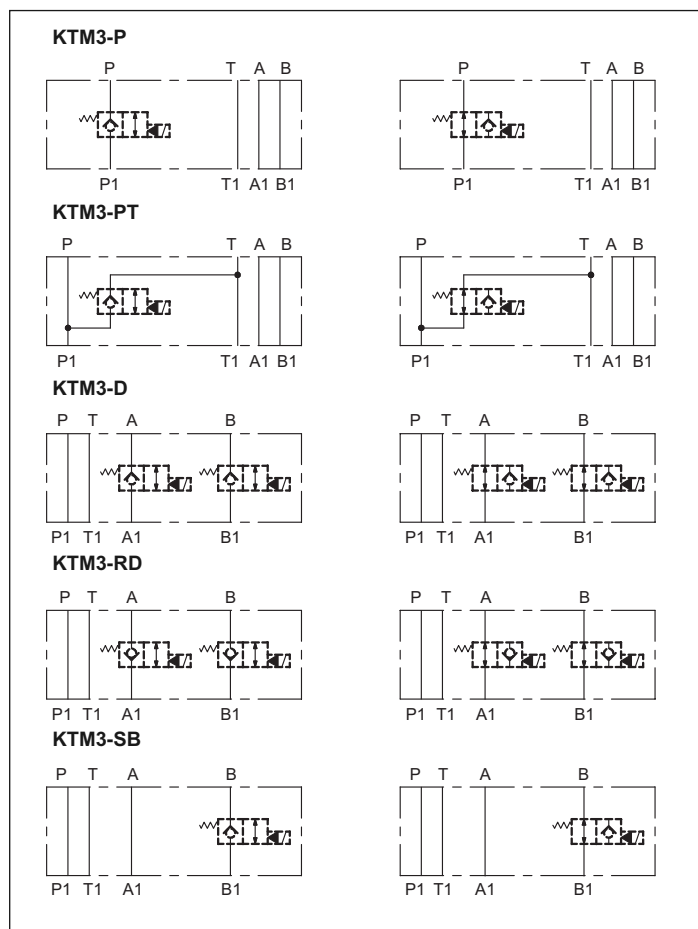 KTM3-P
P T A B P T A B
P1 T1 A1 B1 P1 T1 A1 B1
KTM3-PT
P T A B P T A B
P1 T1 A1 B1 P1 T1 A1 B1
KTM3-D
P T A B P T A B
P1 T1 A1 B1 P1 T1 A1 B1
KTM3-RD
P T A B P T A B
P1 T1 A1 B1 P1 T1 A1 B1
KTM3-SB
P T A B P T A B
P1 T1 A1 B1 P1 T1 A1 B1